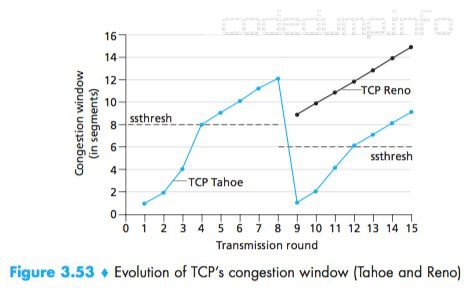 Congestion window
(in segments)
16
14
12
10
8
6
4
2
0
ssthresh
TCP Reno
ssthresh
TCP Tahoe
0 1 2 3 4 5 6 7 8 9 10 11 12 13 14 15
Transmission round
Figure 3.53 ♦ Evolution of TCP's congestion window (Tahoe and Reno)